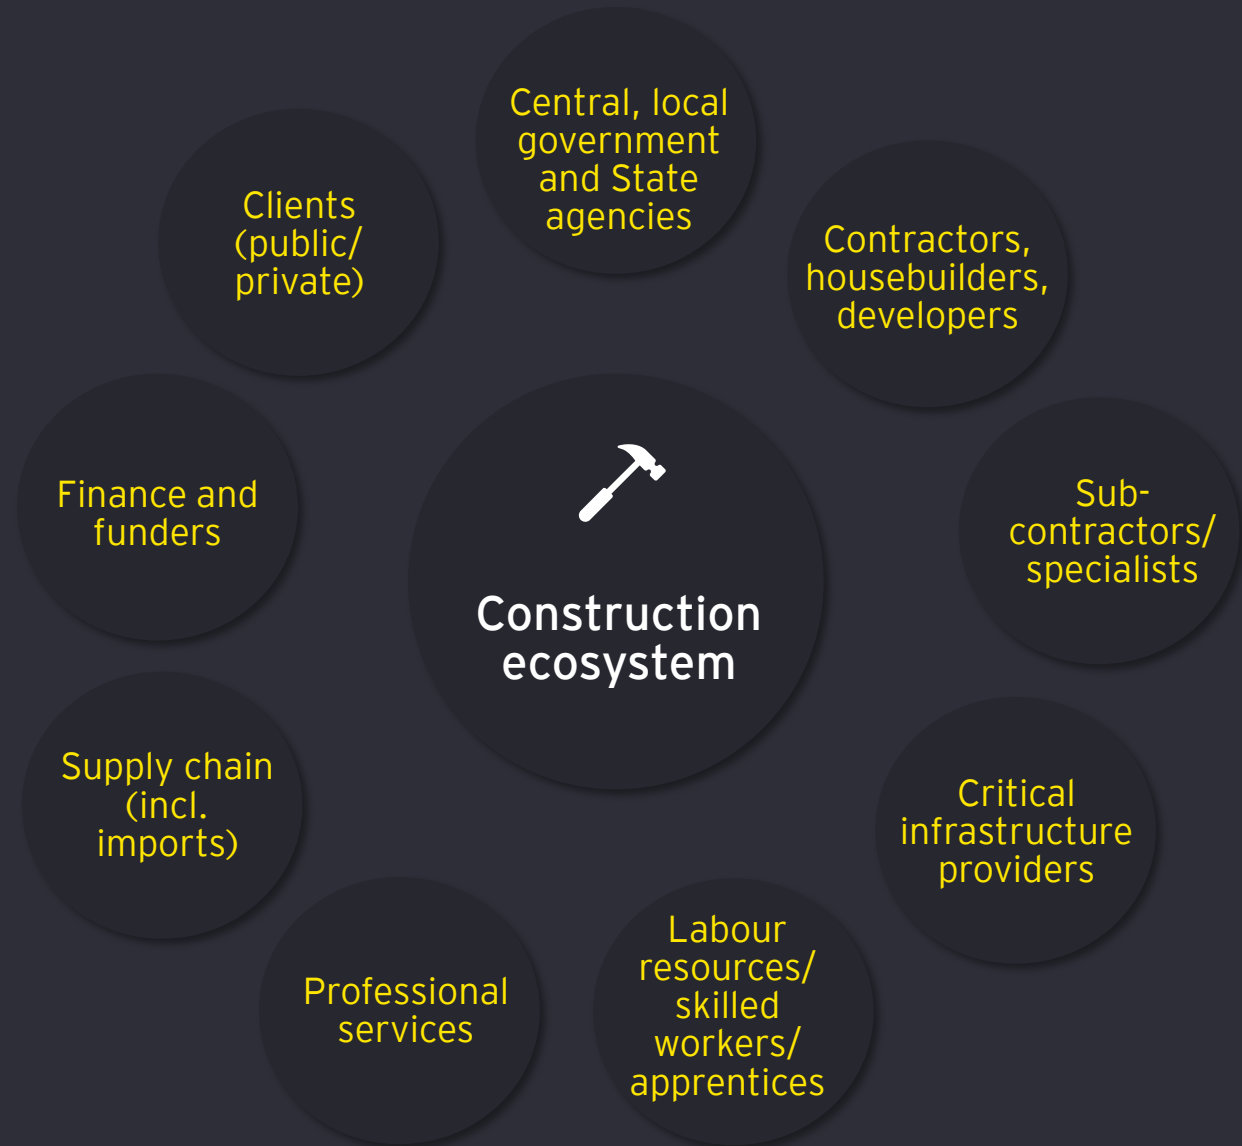 Central, local
government
and State
agencies
Clients
(public/
private)
Contractors,
housebuilders,
developers
Finance and
funders
Sub-
contractors/
specialists
Construction
ecosystem
Supply chain
(incl.
imports)
Critical
infrastructure
providers
Professional
services
Labour
resources/
skilled
workers/
apprentices